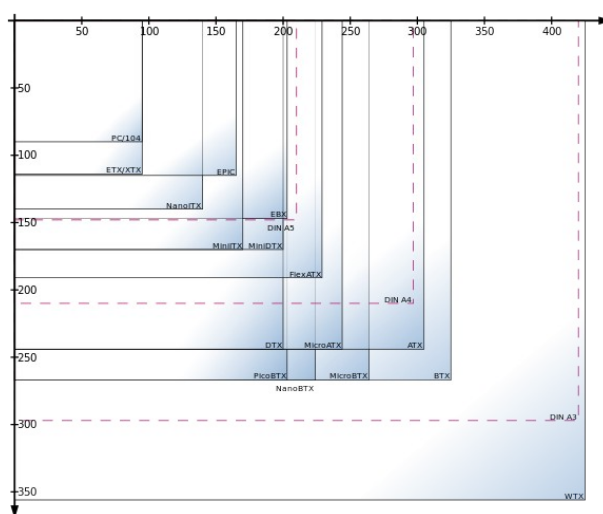 50 100 150 200 250 300 350 400
50
PC/104
100
ETX/XTX EPIC
NanoITX
150 EBX
DIN A5
MiniITX MiniDTX
FlexATX
200
DIN A4
DTX MicroATX ATX
250
PicoBTX MicroBTX BTX
NanoBTX
300 DIN A3
350
WTX